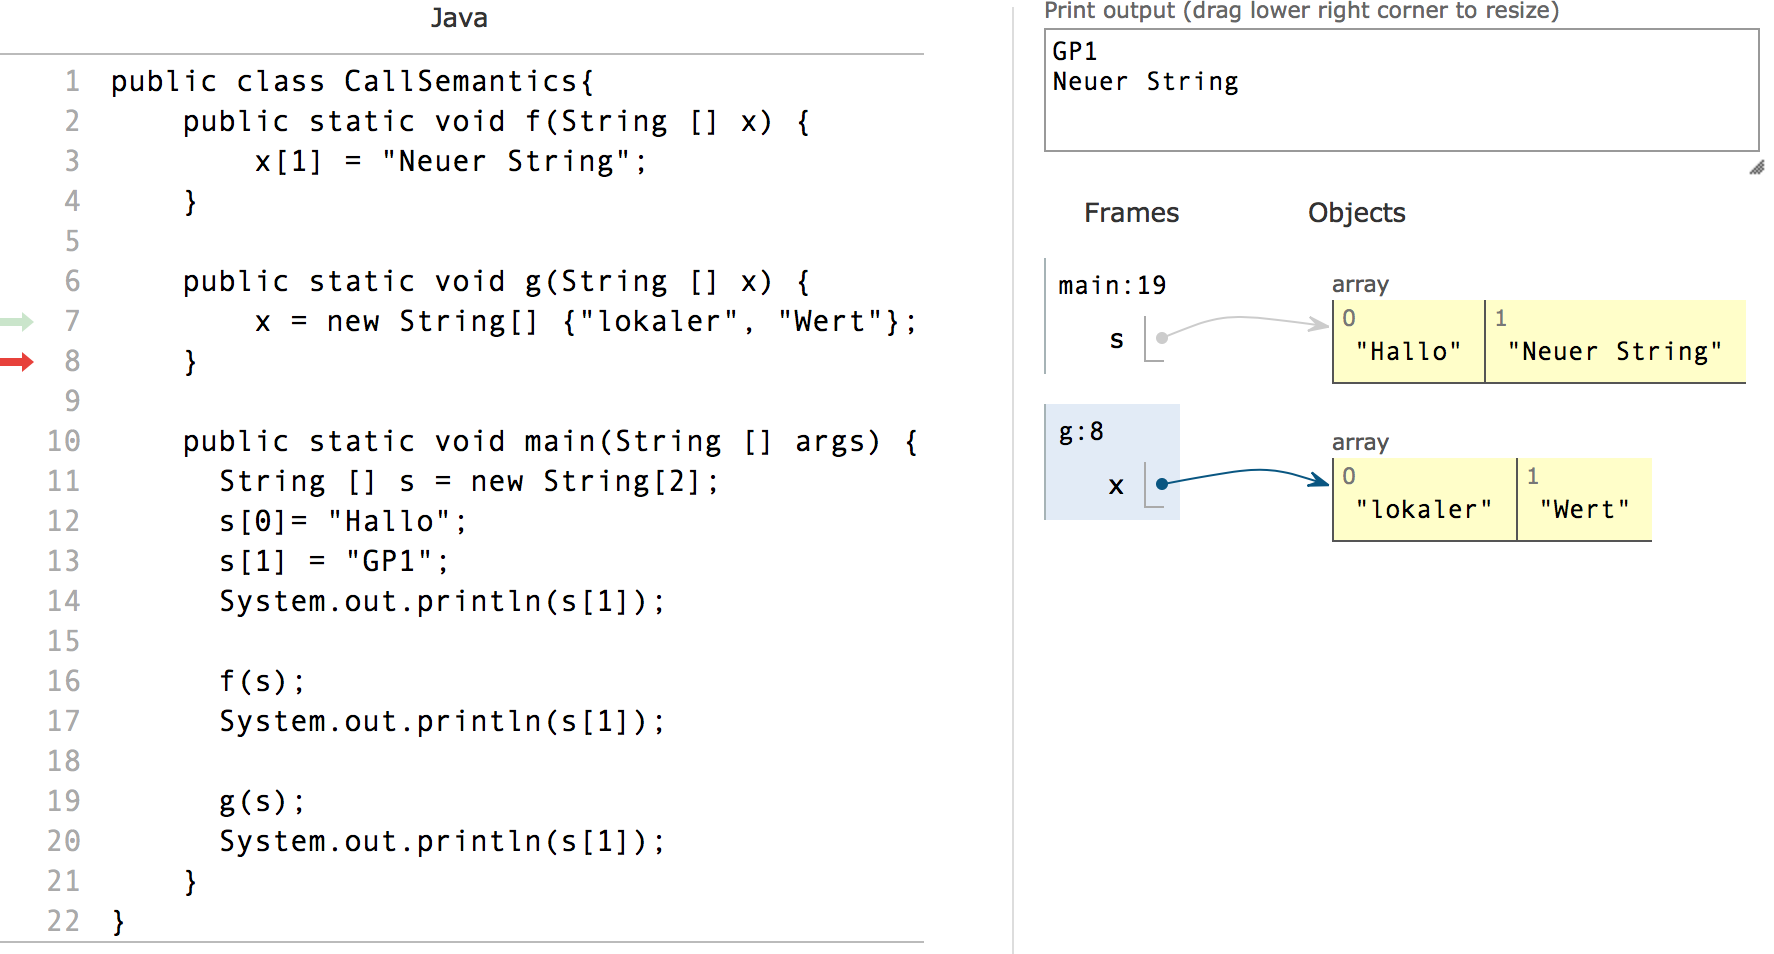 Java
1 public class CallSemantics{
2 public static void f(String [] x) {
3 x[1] = "Neuer String";
4 }
5
6 public static void g(String [] x) {
7 x = new String[] {"lokaler", "Wert"};
8 }
9
10 public static void main(String [] args) {
11 String [] s = new String[2];
12 s[0]= "Hallo";
13 s[1] = "GP1";
14 System.out.println(s[1]);
15
16 f(s);
17 System.out.println(s[1]);
18
19 g(s);
20 System.out.println(s[1]);
21 }
22 }
Print output (drag lower right corner to resize)
GP1
Neuer String
Frames Objects
main:19
s
array
0 1
"Hallo" "Neuer String"
g:8
x
array
0 1
"lokaler" "Wert"